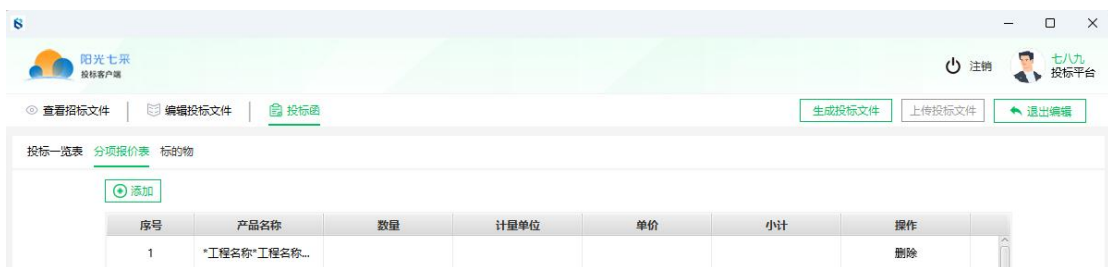 阳光七采
投标客户端
注销
七八九
投标平台
查看招标文件 编辑投标文件 投标函 生成投标文件 上传投标文件 退出编辑
投标一览表 分项报价表 标的物
添加
序号 产品名称 数量 计量单位 单价 小计 操作
1 "工程名称"工程名称... 删除